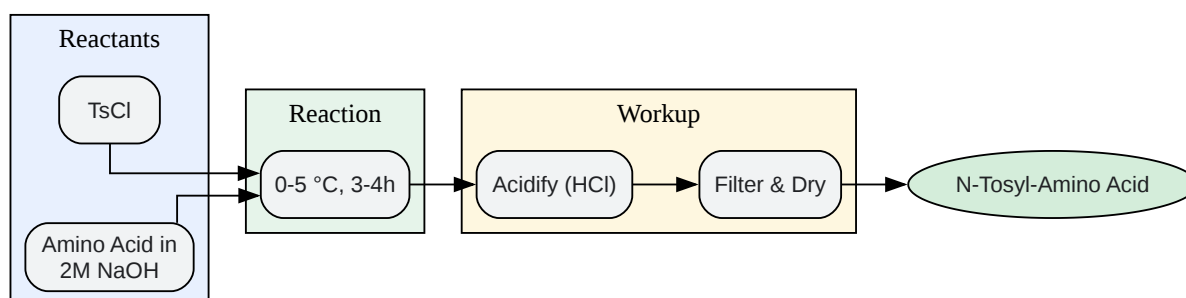 Reactants
TsCl
Amino Acid in
2M NaOH
Reaction
0-5 °C, 3-4h
Workup
Acidify (HCl)
Filter & Dry
N-Tosyl-Amino Acid